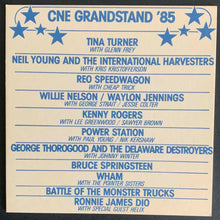 CNE GRANDSTAND '85
TINA TURNER
WITH GLENN FREY
NEIL YOUNG AND THE INTERNATIONAL HARVESTERS
WITH KRIS KRISTOFFERSON
REO SPEEDWAGON
WITH CHEAP TRICK
WILLIE NELSON / WAYLON JENNINGS
WITH GEORGE STRAIT / JESSIE COLTER
KENNY ROGERS
WITH LEE GREENWOOD / SAWYER BROWN
POWER STATION
WITH PAUL YOUNG / NIK KERSHAW
GEORGE THOROGOOD AND THE DELAWARE DESTROYERS
WITH JOHNNY WINTER
BRUCE SPRINGSTEEN
WHAM
WITH THE POINTER SISTERS
BATTLE OF THE MONSTER TRUCKS
RONNIE JAMES DIO
WITH SPECIAL GUEST HELIX